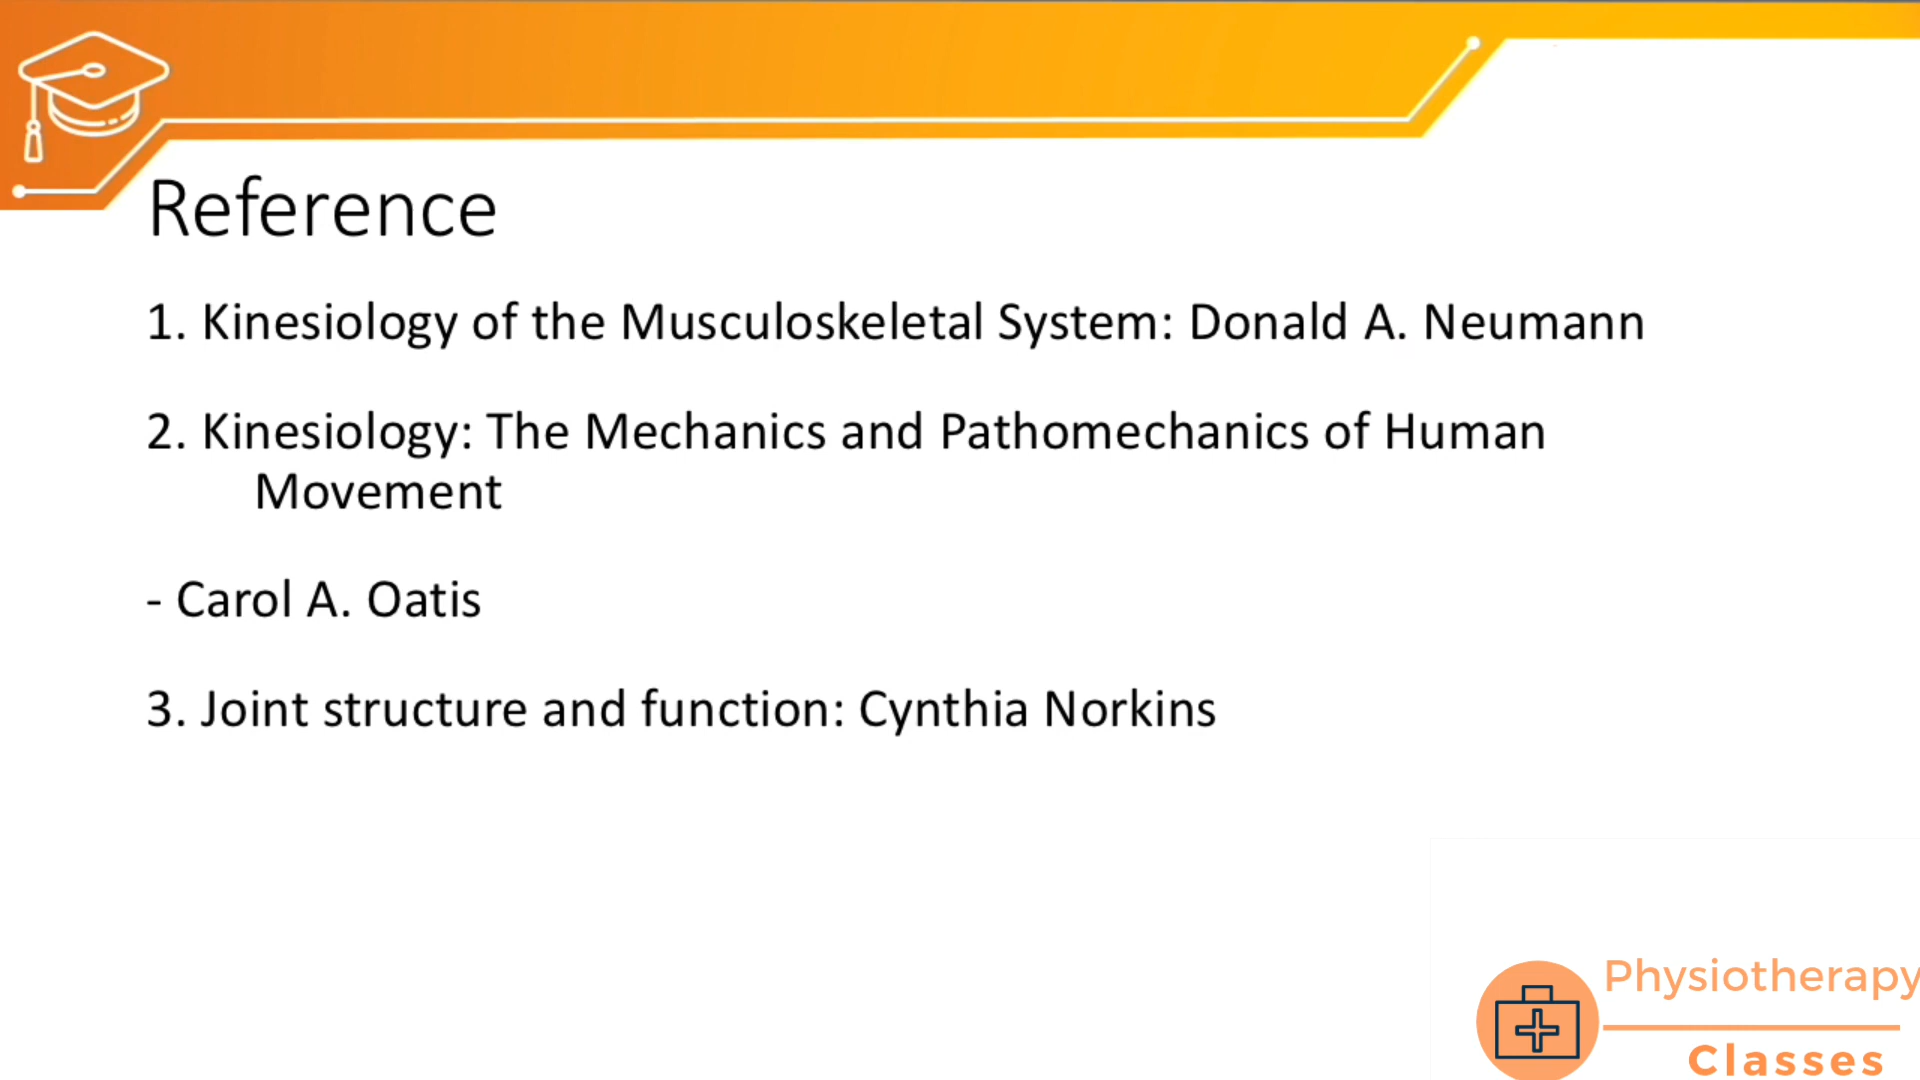 Reference
1. Kinesiology of the Musculoskeletal System: Donald A. Neumann
2. Kinesiology: The Mechanics and Pathomechanics of Human
Movement
- Carol A. Oatis
3. Joint structure and function: Cynthia Norkins
Physiotherapy
Classes